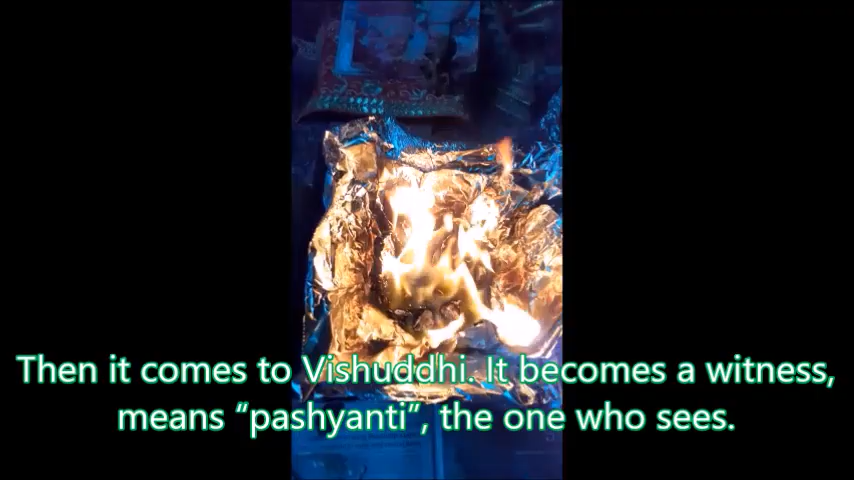 Then it comes to Vishuddhi. It becomes a witness,
means “pashyanti”, the one who sees.